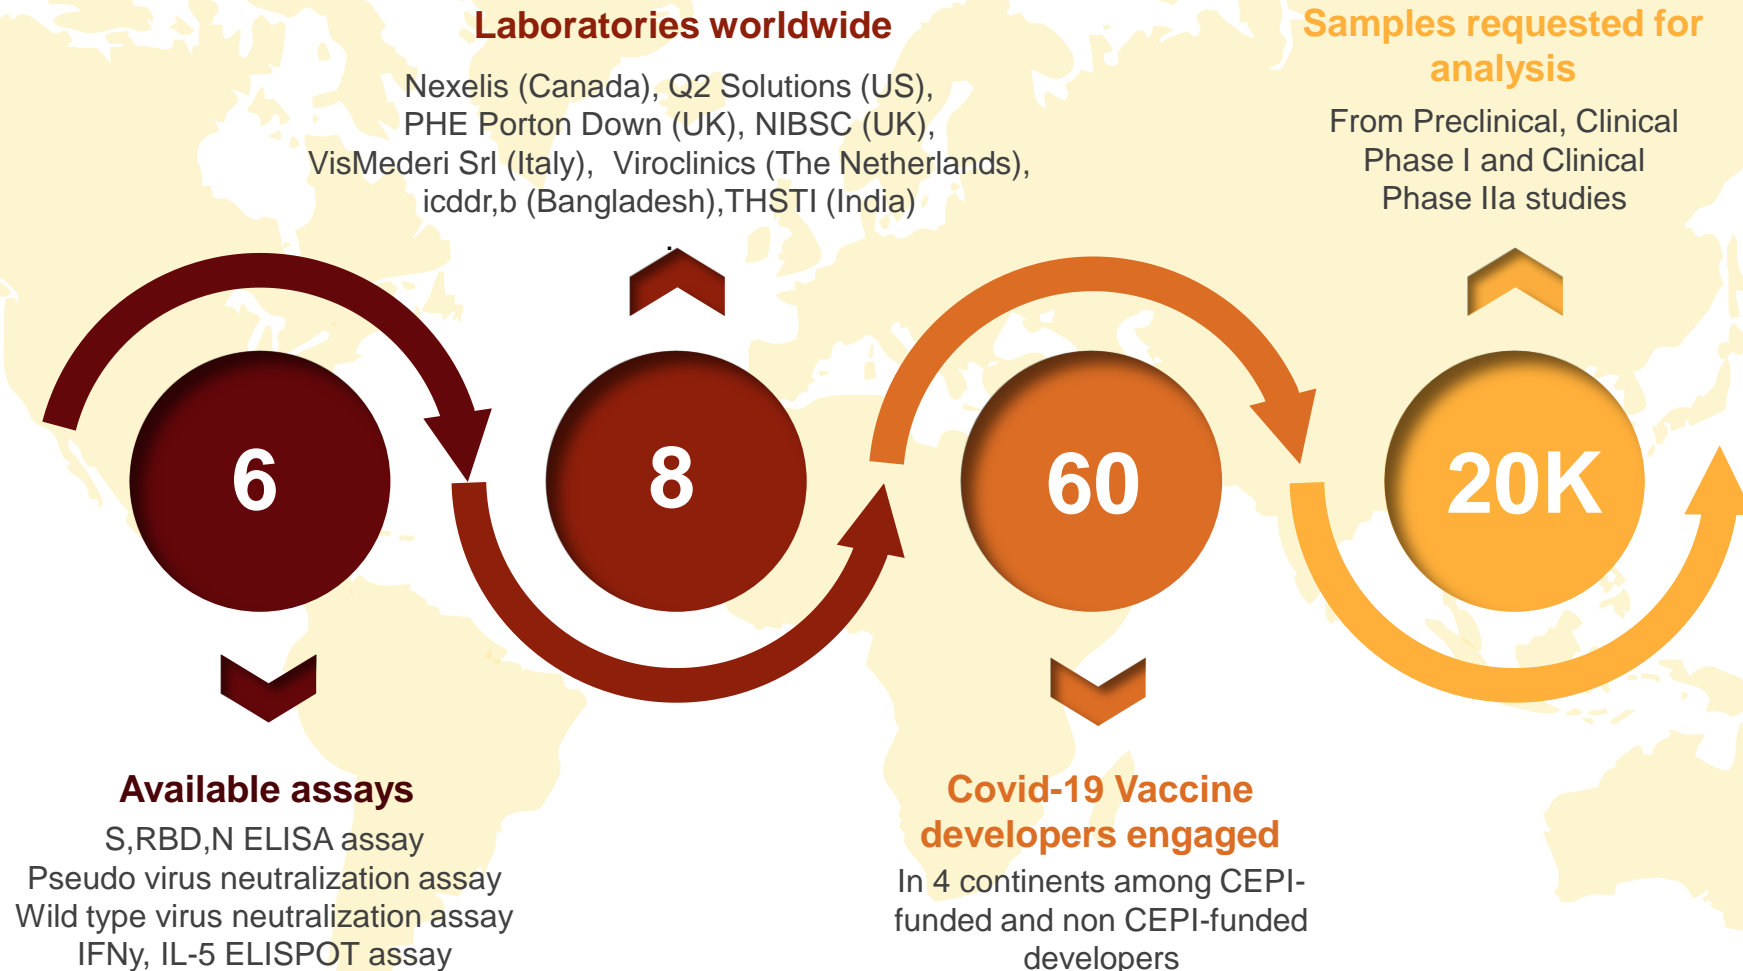 Laboratories worldwide
Nexelis (Canada), Q2 Solutions (US),
PHE Porton Down (UK), NIBSC (UK),
VisMederi Srl (Italy),  Viroclinics (The Netherlands),
icddr,b (Bangladesh),THSTI (India)
.
Samples requested for
analysis
From Preclinical, Clinical
Phase I and Clinical
Phase IIa studies
6
8
60
20K
Available assays
S,RBD,N ELISA assay
Pseudo virus neutralization assay
Wild type virus neutralization assay
IFNy, IL-5 ELISPOT assay
Covid-19 Vaccine
developers engaged
In 4 continents among CEPI-
funded and non CEPI-funded
developers